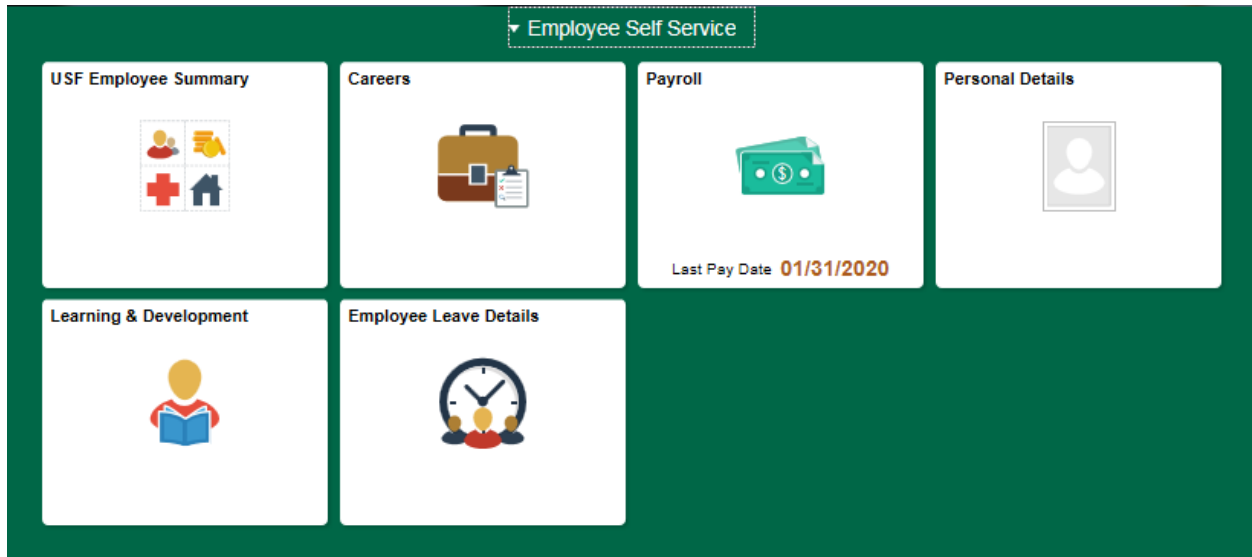 Employee Self Service
USF Employee Summary
Careers
Payroll
Personal Details
Last Pay Date 01/31/2020
Learning & Development
Employee Leave Details